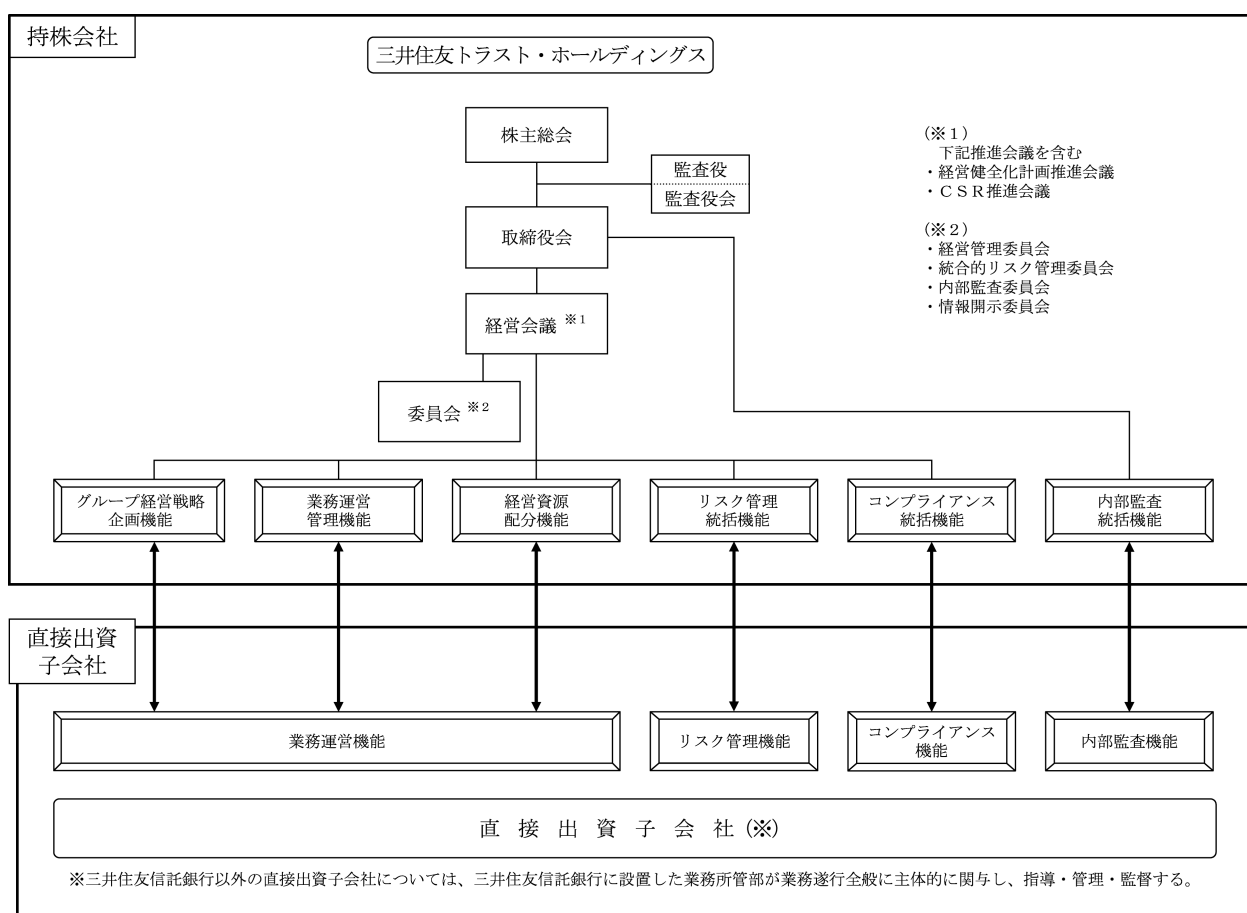 持株会社
三井住友トラスト・ホールディングス
株主総会
監査役
監査役会
取締役会
経営会議 ※1
委員会 ※2
(※1)
下記推進会議を含む
・経営健全化計画推進会議
・CSR推進会議
(※2)
・経営管理委員会
・統合的リスク管理委員会
・内部監査委員会
・情報開示委員会
グループ経営戦略
企画機能
業務運営
管理機能
経営資源
配分機能
リスク管理
統括機能
コンプライアンス
統括機能
内部監査
統括機能
直接出資
子会社
業務運営機能
リスク管理機能
コンプライアンス
機能
内部監査機能
直 接 出 資 子 会 社 (※)
※三井住友信託銀行以外の直接出資子会社については、三井住友信託銀行に設置した業務所管部が業務遂行全般に主体的に関与し、指導・管理・監督する。